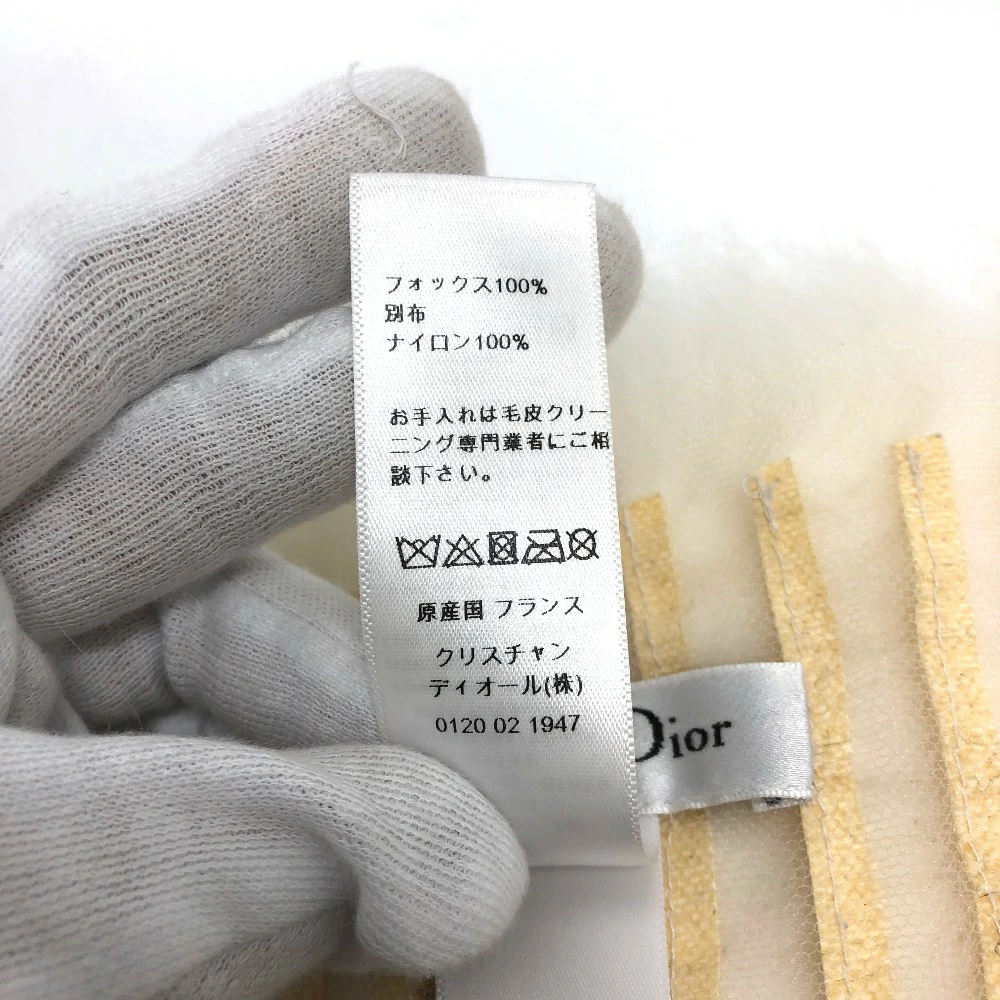 フォックス100%
別布
ナイロン100%
お手入れは毛皮クリー
ニング専門業者にご相
談下さい。
原産国 フランス
クリスチャン
ディオール(株)
0120 02 1947
Dior